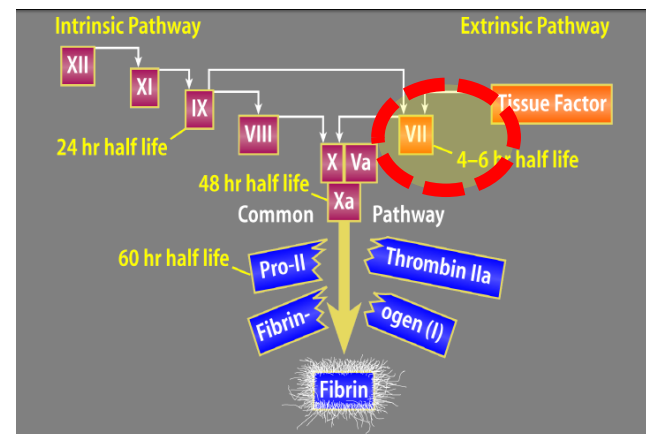 Intrinsic Pathway
Extrinsic Pathway
XII
XI
IX
VIII
VII
Tissue Factor
24 hr half life
4–6 hr half life
X
Va
48 hr half life
Xa
Common
Pathway
60 hr half life
Pro-II
Thrombin IIa
Fibrin-
ogen (I)
Fibrin